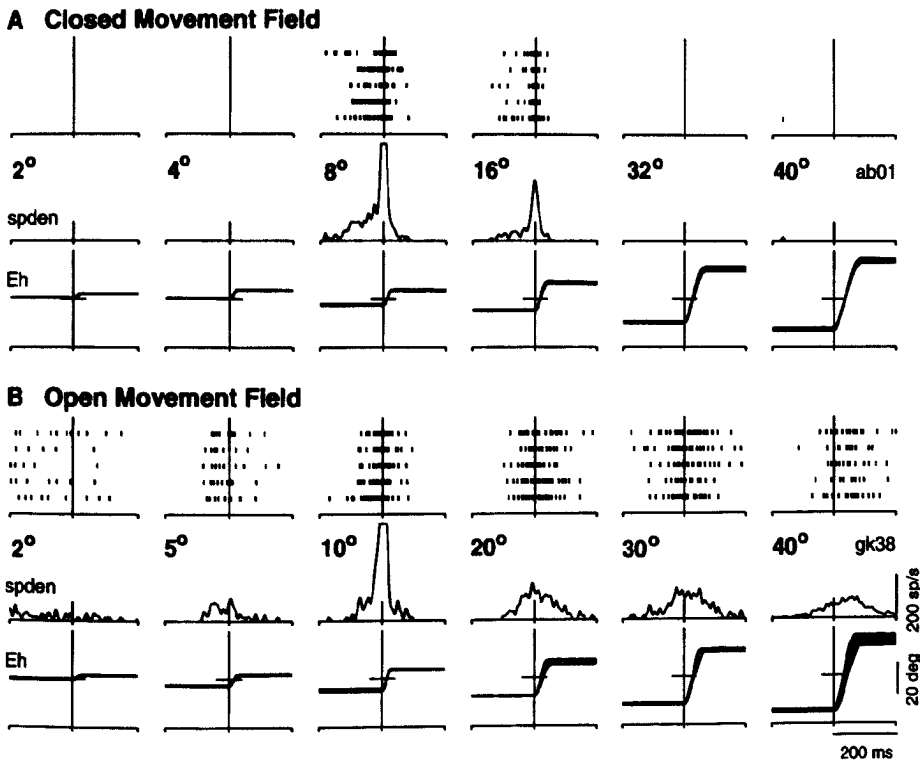 A Closed Movement Field
2° 4° 8° 16° 32° 40° ab01
spden
Eh
B Open Movement Field
2° 5° 10° 20° 30° 40° gk38
spden
200 sp/s
Eh
20 deg
200 ms